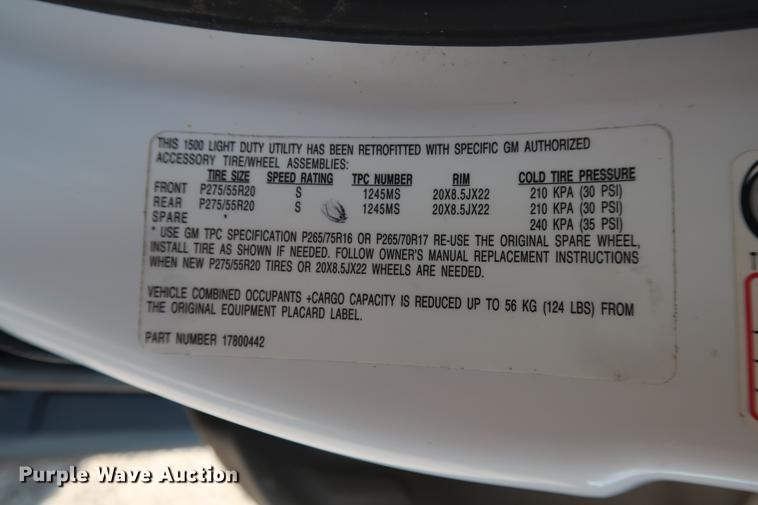 THIS 1500 LIGHT DUTY UTILITY HAS BEEN RETROFITTED WITH SPECIFIC GM AUTHORIZED
ACCESSORY TIRE/WHEEL ASSEMBLIES:
TIRE SIZE SPEED RATING TPC NUMBER RIM COLD TIRE PRESSURE
FRONT P275/55R20 S 1245MS 20X8.5JX22 210 KPA (30 PSI)
REAR P275/55R20 S 1245MS 20X8.5JX22 210 KPA (30 PSI)
SPARE * 240 KPA (35 PSI)
* USE GM TPC SPECIFICATION P265/75R16 OR P265/70R17 RE-USE THE ORIGINAL SPARE WHEEL,
INSTALL TIRE AS SHOWN IF NEEDED. FOLLOW OWNER'S MANUAL REPLACEMENT INSTRUCTIONS
WHEN NEW P275/55R20 TIRES OR 20X8.5JX22 WHEELS ARE NEEDED.
VEHICLE COMBINED OCCUPANTS +CARGO CAPACITY IS REDUCED UP TO 56 KG (124 LBS) FROM
THE ORIGINAL EQUIPMENT PLACARD LABEL.
PART NUMBER 17800442
Purple Wave Auction